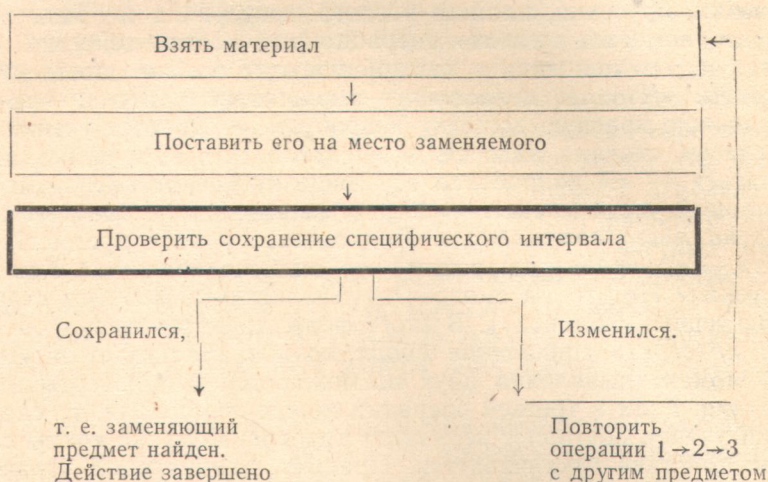 Взять материал
Поставить его на место заменяемого
Проверить сохранение специфического интервала
Сохранился,
Изменился.
т. е. заменяющий
предмет найден.
Действие завершено
Повторить
операции 1→2→3
с другим предметом